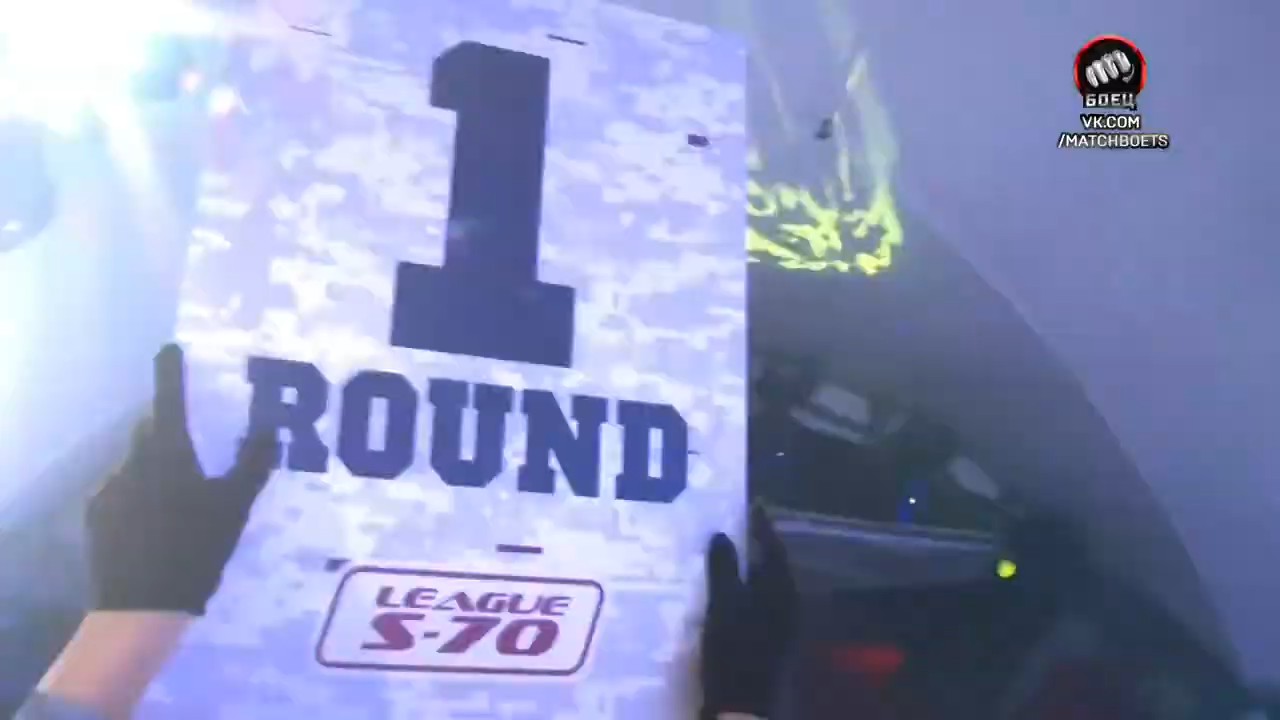 1
ROUND
LEAGUE
S-70
БОЕЦ
VK.COM
/MATCHBOETS